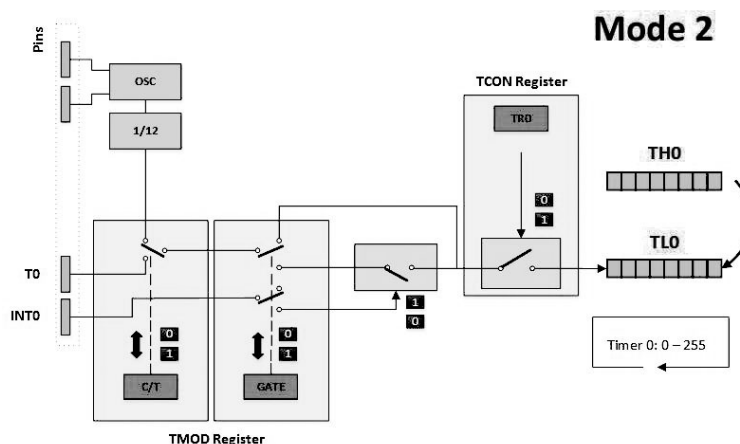 Mode 2
Pins
OSC
1/12
TCON Register
TR0
0
1
TH0
TL0
T0
INT0
0
1
C/T
0
1
GATE
1
0
Timer 0: 0 – 255
TMOD Register